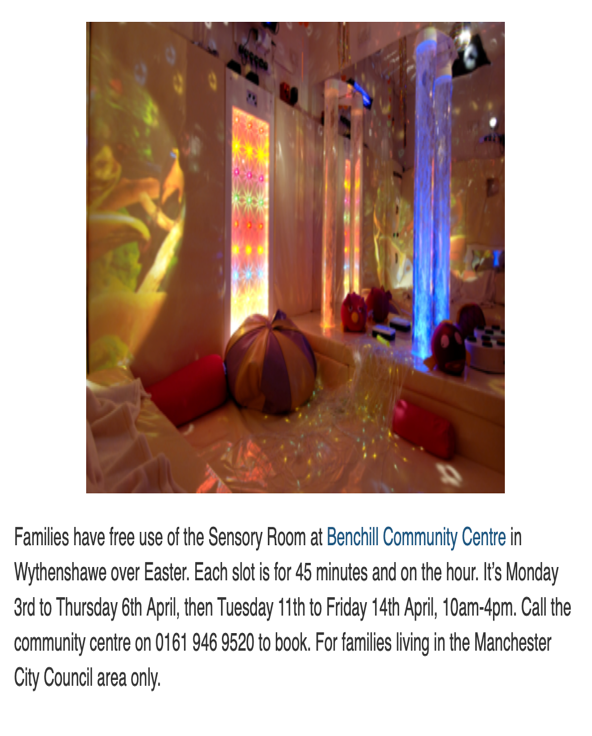 Families have free use of the Sensory Room at Benchill Community Centre in
Wythenshawe over Easter. Each slot is for 45 minutes and on the hour. It’s Monday
3rd to Thursday 6th April, then Tuesday 11th to Friday 14th April, 10am-4pm. Call the
community centre on 0161 946 9520 to book. For families living in the Manchester
City Council area only.